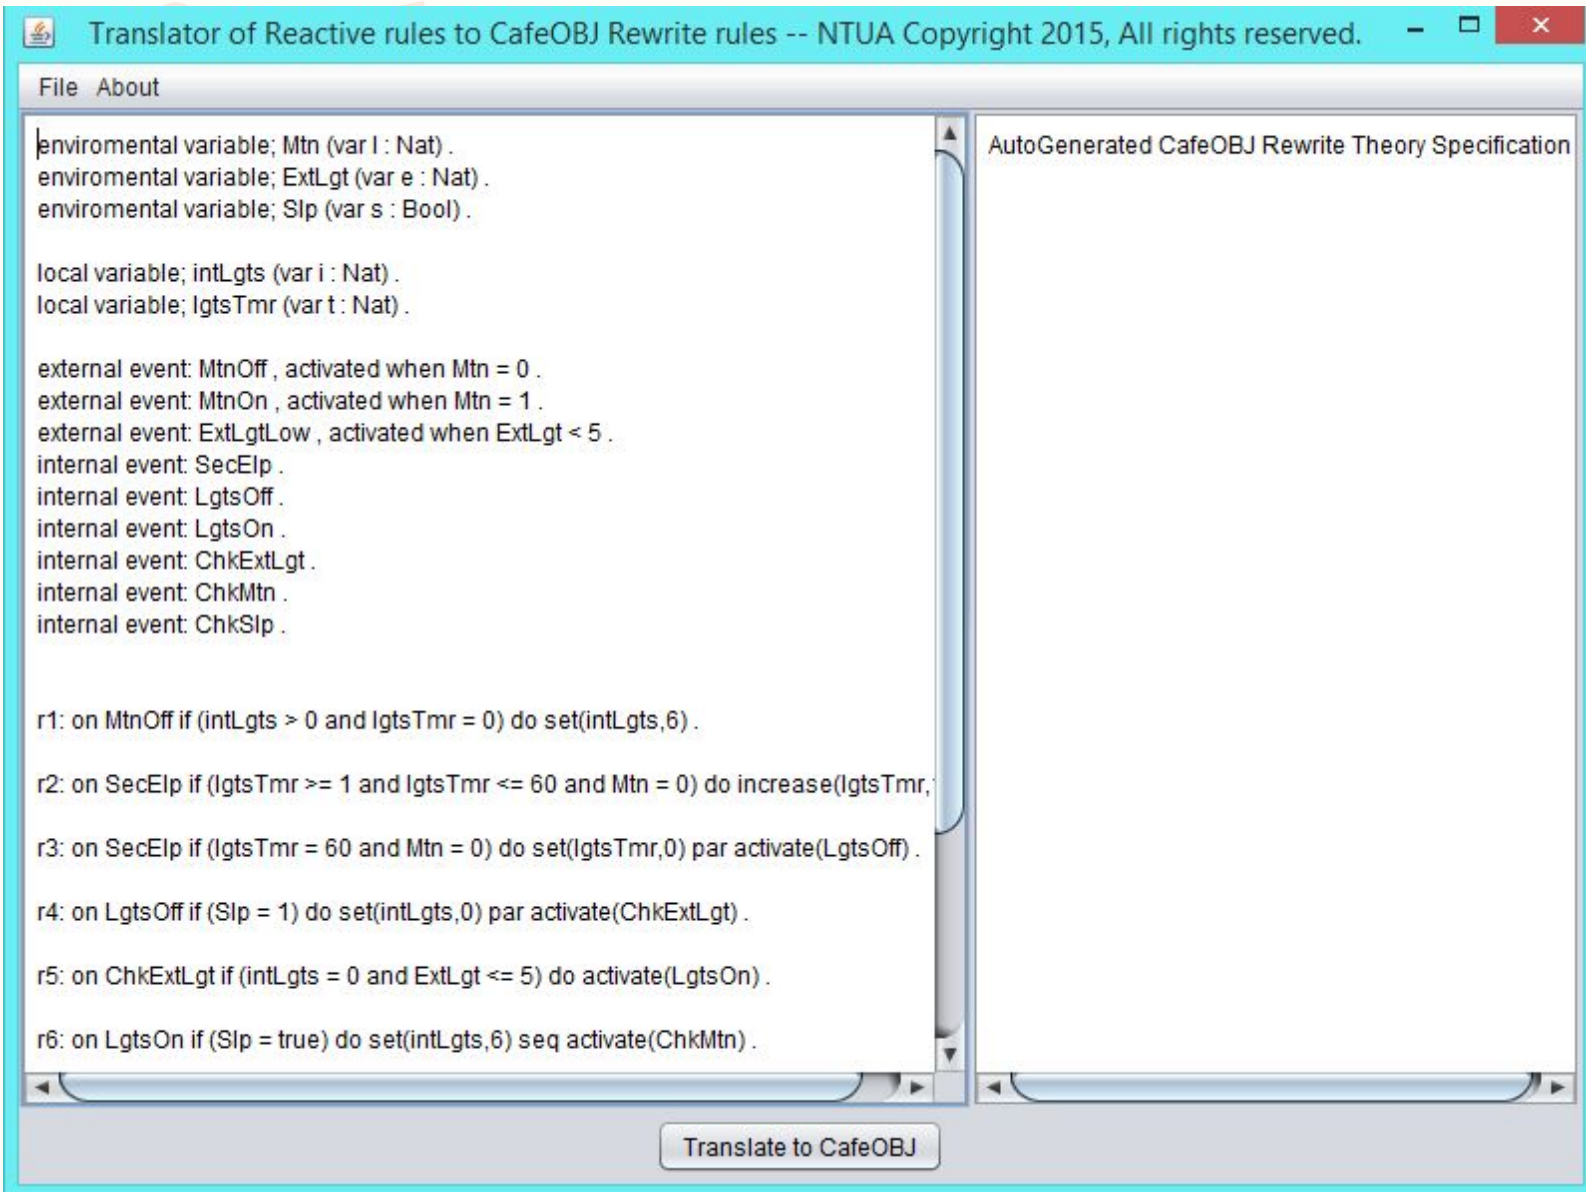 Translator of Reactive rules to CafeOBJ Rewrite rules -- NTUA Copyright 2015, All rights reserved.
File About
enviromental variable; Mtn (var l : Nat) .
enviromental variable; ExtLgt (var e : Nat) .
enviromental variable; Slp (var s : Bool) .
local variable; intLgts (var i : Nat) .
local variable; lgtsTmr (var t : Nat) .
external event: MtnOff , activated when Mtn = 0 .
external event: MtnOn , activated when Mtn = 1 .
external event: ExtLgtLow , activated when ExtLgt < 5 .
internal event: SecElp .
internal event: LgtsOff .
internal event: LgtsOn .
internal event: ChkExtLgt .
internal event: ChkMtn .
internal event: ChkSlp .
r1: on MtnOff if (intLgts > 0 and lgtsTmr = 0) do set(intLgts,6) .
r2: on SecElp if (lgtsTmr >= 1 and lgtsTmr <= 60 and Mtn = 0) do increase(lgtsTmr,
r3: on SecElp if (lgtsTmr = 60 and Mtn = 0) do set(lgtsTmr,0) par activate(LgtsOff) .
r4: on LgtsOff if (Slp = 1) do set(intLgts,0) par activate(ChkExtLgt) .
r5: on ChkExtLgt if (intLgts = 0 and ExtLgt <= 5) do activate(LgtsOn) .
r6: on LgtsOn if (Slp = true) do set(intLgts,6) seq activate(ChkMtn) .
AutoGenerated CafeOBJ Rewrite Theory Specification
Translate to CafeOBJ